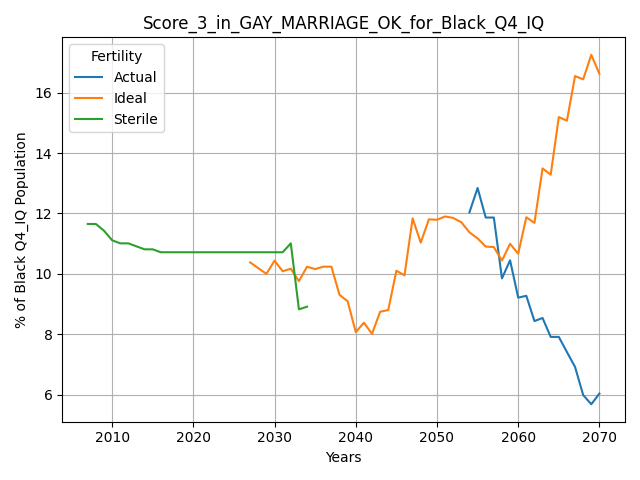 Score_3_in_GAY_MARRIAGE_OK_for_Black_Q4_IQ
Fertility
Actual
Ideal
Sterile
% of Black Q4_IQ Population
16
14
12
10
8
6
2010 2020 2030 2040 2050 2060 2070
Years